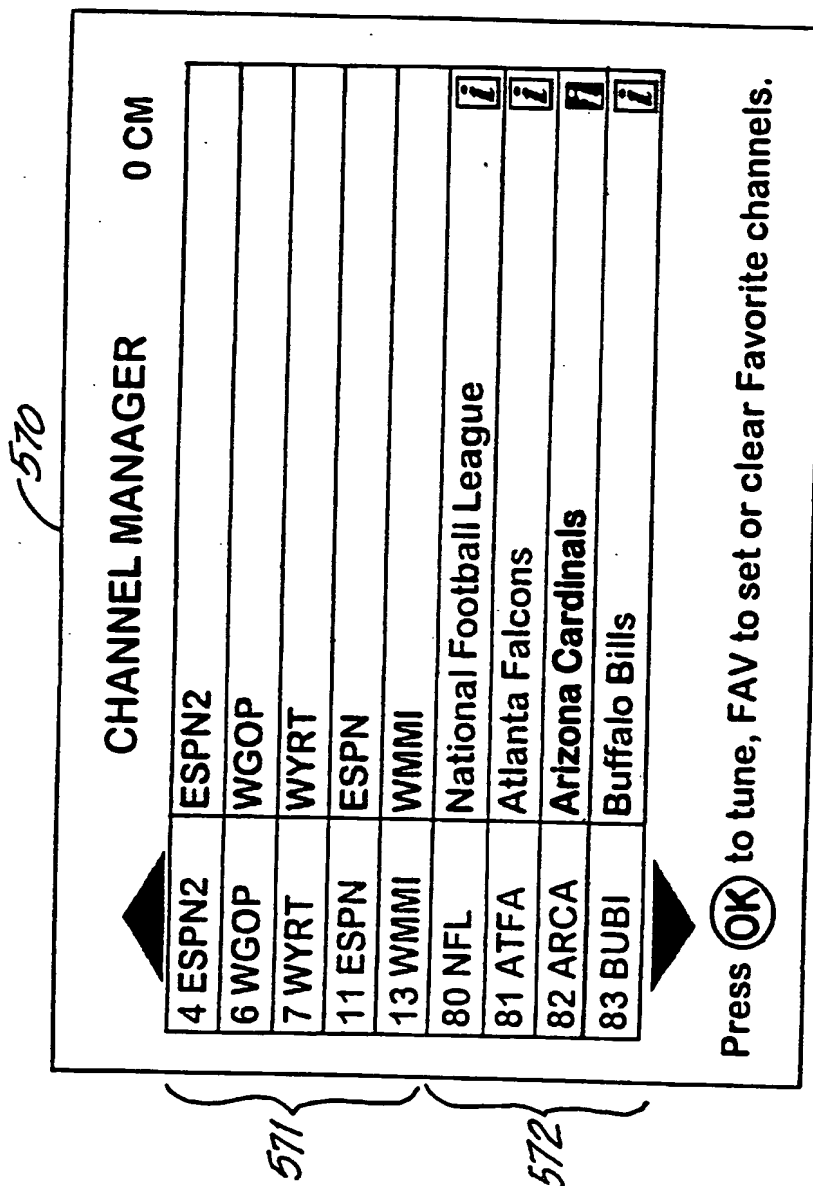 570
CHANNEL MANAGER 0 CM
4 ESPN2 ESPN2
6 WGOP WGOP
7 WYRT WYRT
11 ESPN ESPN
13 WMMI WMMI
80 NFL National Football League i
81 ATFA Atlanta Falcons i
82 ARCA Arizona Cardinals i
83 BUBI Buffalo Bills i
Press OK to tune, FAV to set or clear Favorite channels.
571
572